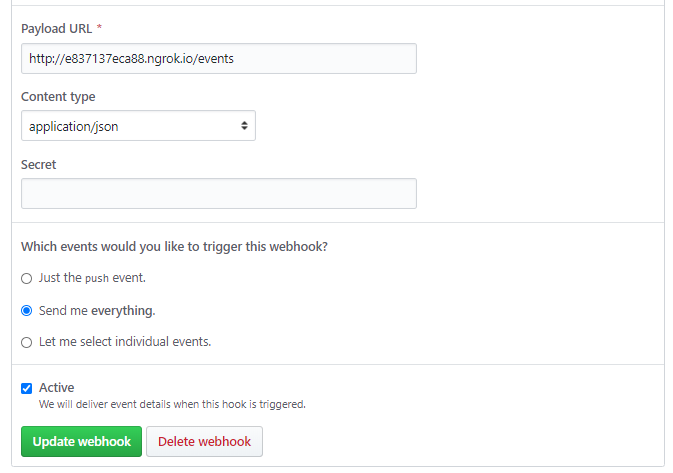 Payload URL *
http://e837137eca88.ngrok.io/events
Content type
application/json
Secret
Which events would you like to trigger this webhook?
Just the push event.
Send me everything.
Let me select individual events.
Active
We will deliver event details when this hook is triggered.
Update webhook Delete webhook